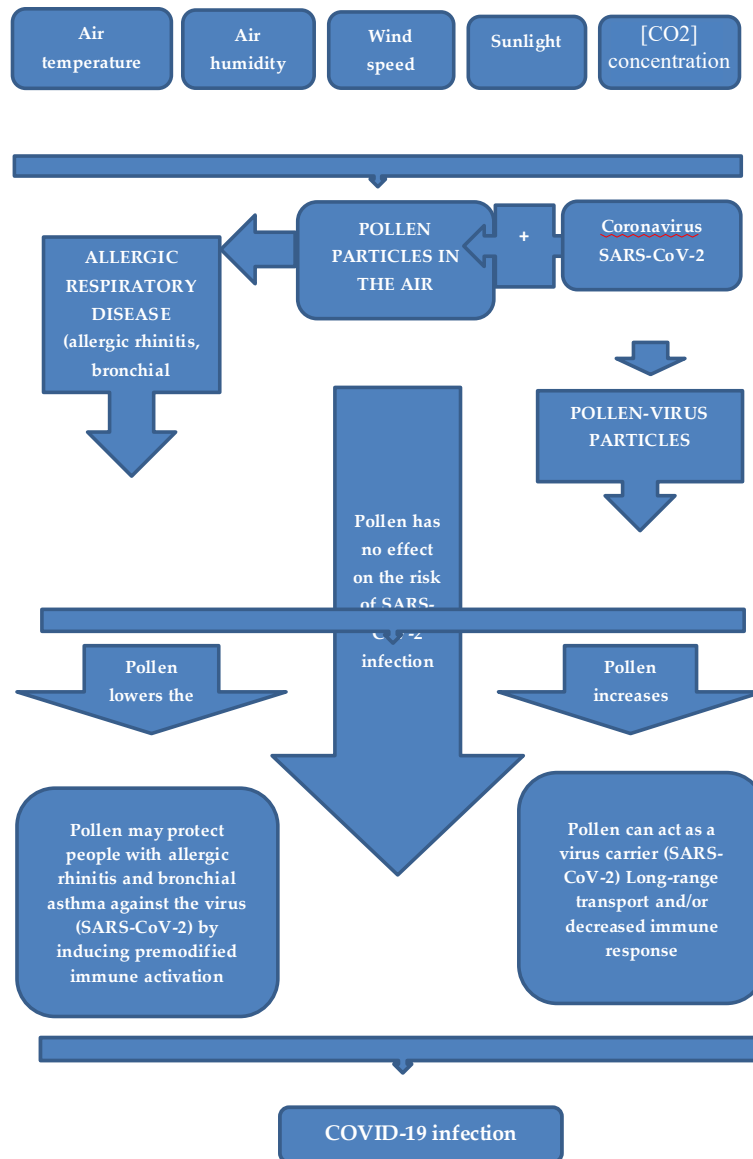 Air
temperature
Air
humidity
Wind
speed
Sunlight
[CO2]
concentration
POLLEN
PARTICLES IN
THE AIR
+
Coronavirus
SARS-CoV-2
ALLERGIC
RESPIRATORY
DISEASE
(allergic rhinitis,
bronchial
POLLEN-VIRUS
PARTICLES
Pollen has
no effect
on the risk
of SARS-
CoV-2
infection
Pollen
lowers the
Pollen
increases
Pollen may protect
people with allergic
rhinitis and bronchial
asthma against the virus
(SARS-CoV-2) by
inducing premodified
immune activation
Pollen can act as a
virus carrier (SARS-
CoV-2) Long-range
transport and/or
decreased immune
response
COVID-19 infection